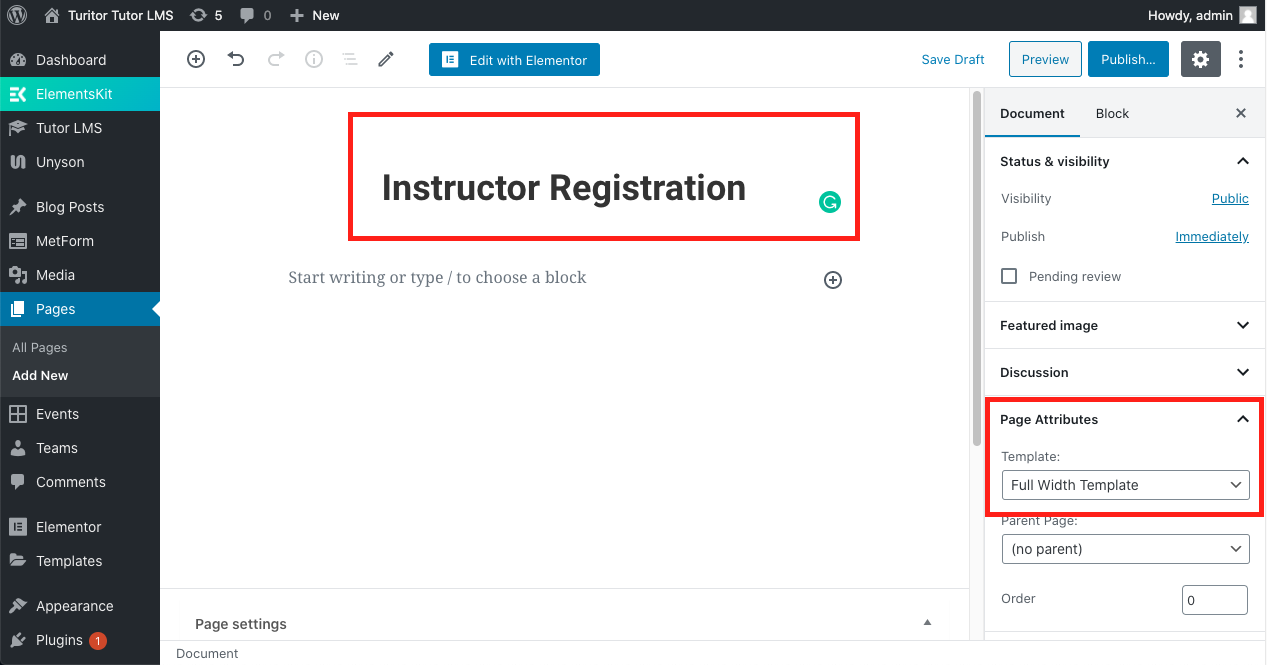 Turitor Tutor LMS 5 0 New Howdy, admin
Dashboard
ElementsKit
Tutor LMS
Unyson
Blog Posts
MetForm
Media
Pages
All Pages
Add New
Events
Teams
Comments
Elementor
Templates
Appearance
Plugins 1
Edit with Elementor Save Draft Preview Publish...
Instructor Registration
Start writing or type / to choose a block
Page settings
Document
Document Block
Status & visibility
Visibility Public
Publish Immediately
Pending review
Featured image
Discussion
Page Attributes
Template:
Full Width Template
Parent Page:
(no parent)
Order 0